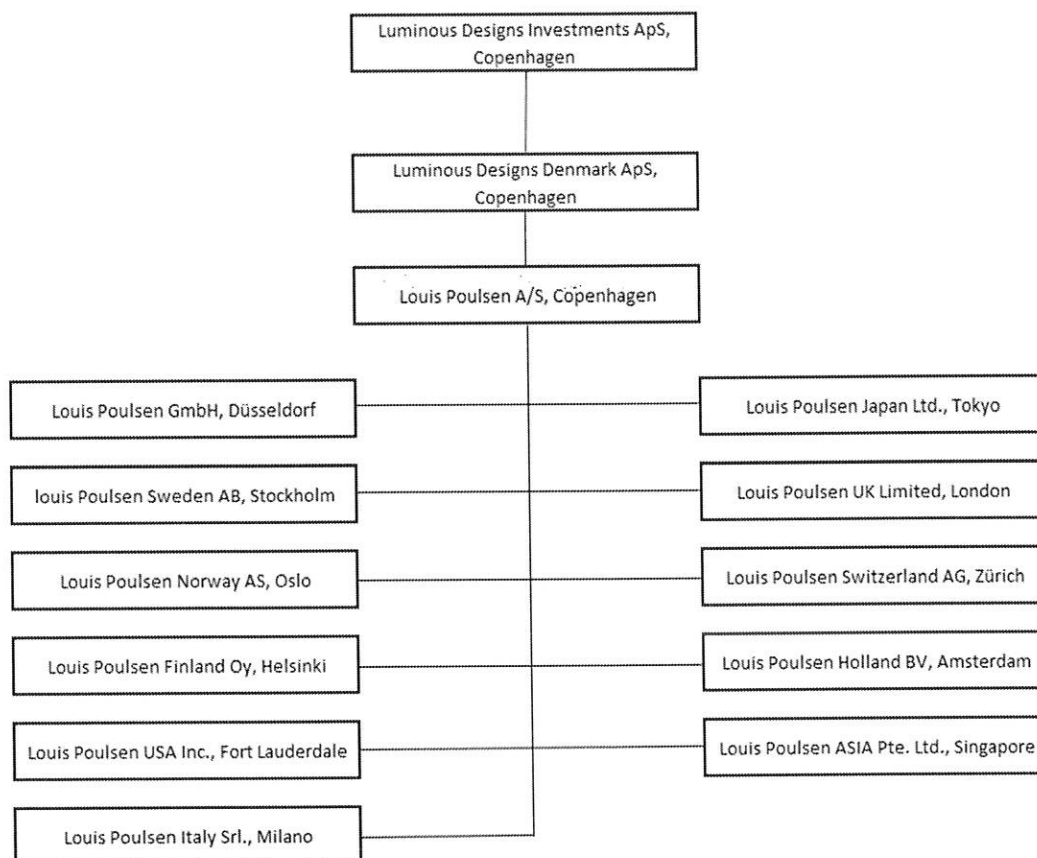 Luminous Designs Investments ApS,
Copenhagen
Luminous Designs Denmark ApS,
Copenhagen
Louis Poulsen A/S, Copenhagen
Louis Poulsen GmbH, Düsseldorf
Louis Poulsen Japan Ltd., Tokyo
louis Poulsen Sweden AB, Stockholm
Louis Poulsen UK Limited, London
Louis Poulsen Norway AS, Oslo
Louis Poulsen Switzerland AG, Zürich
Louis Poulsen Finland Oy, Helsinki
Louis Poulsen Holland BV, Amsterdam
Louis Poulsen USA Inc., Fort Lauderdale
Louis Poulsen ASIA Pte. Ltd., Singapore
Louis Poulsen Italy Srl., Milano